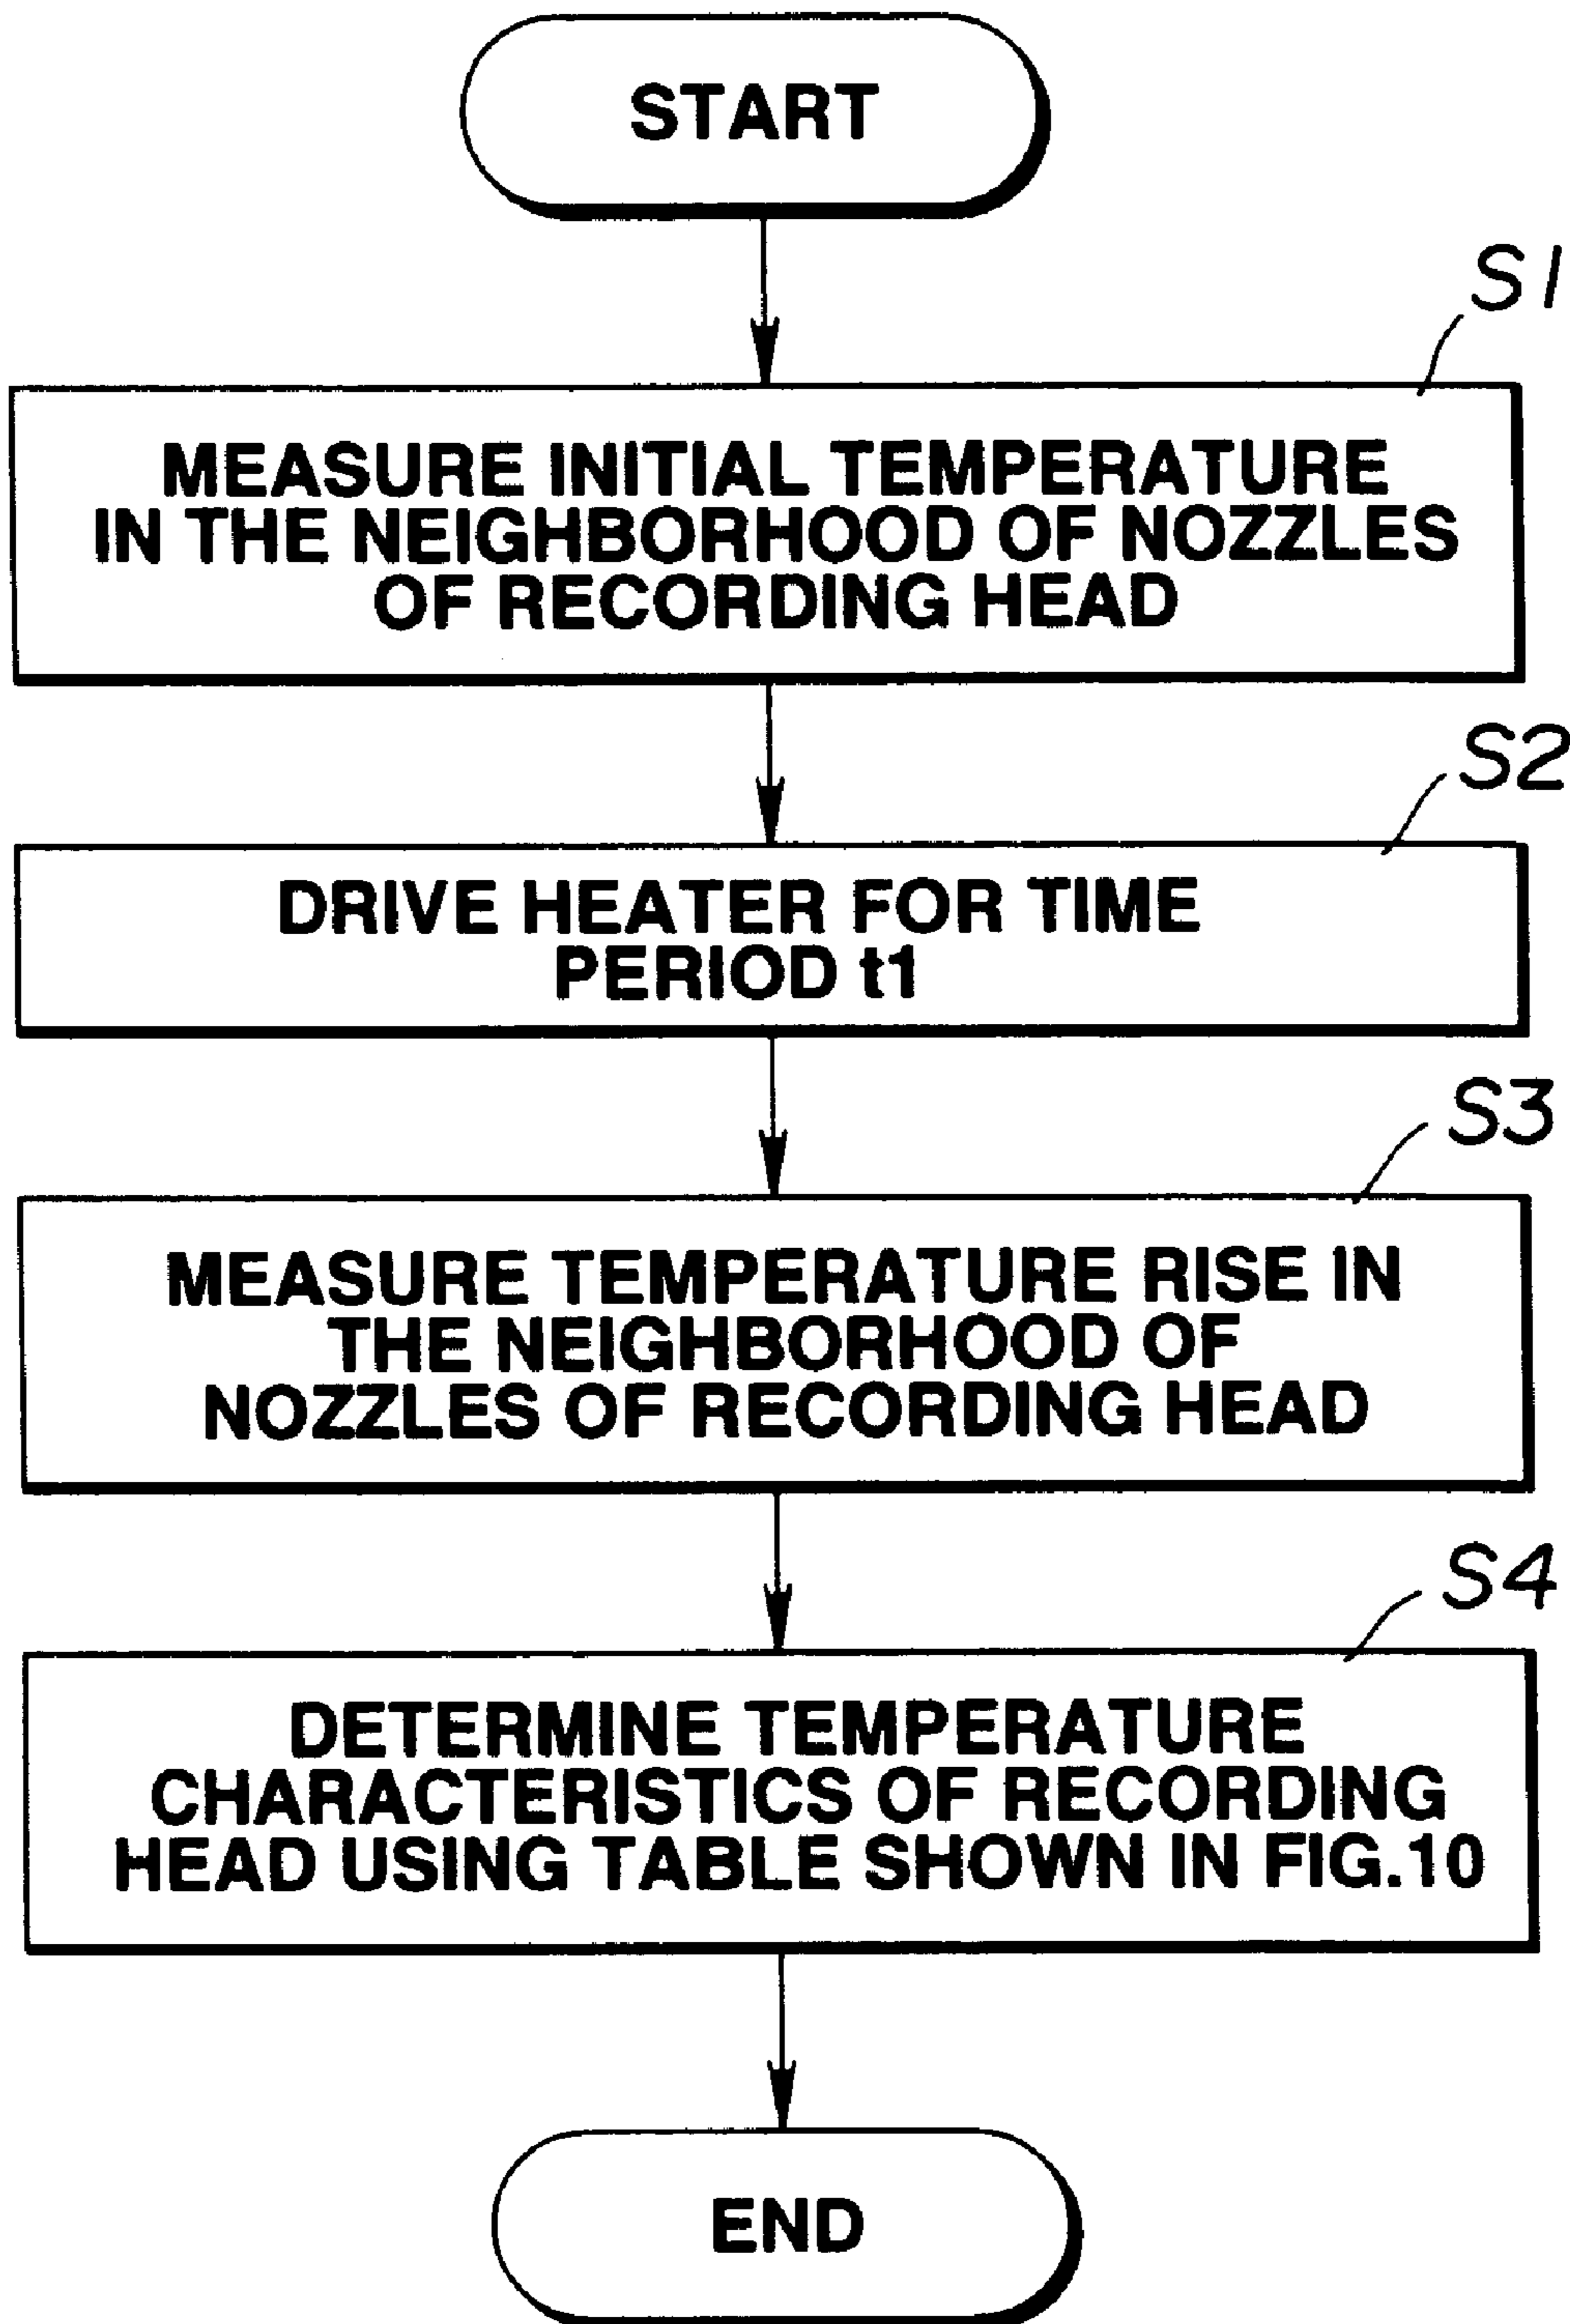 START
S1
MEASURE INITIAL TEMPERATURE
IN THE NEIGHBORHOOD OF NOZZLES
OF RECORDING HEAD
S2
DRIVE HEATER FOR TIME
PERIOD t1
S3
MEASURE TEMPERATURE RISE IN
THE NEIGHBORHOOD OF
NOZZLES OF RECORDING HEAD
S4
DETERMINE TEMPERATURE
CHARACTERISTICS OF RECORDING
HEAD USING TABLE SHOWN IN FIG.10
END